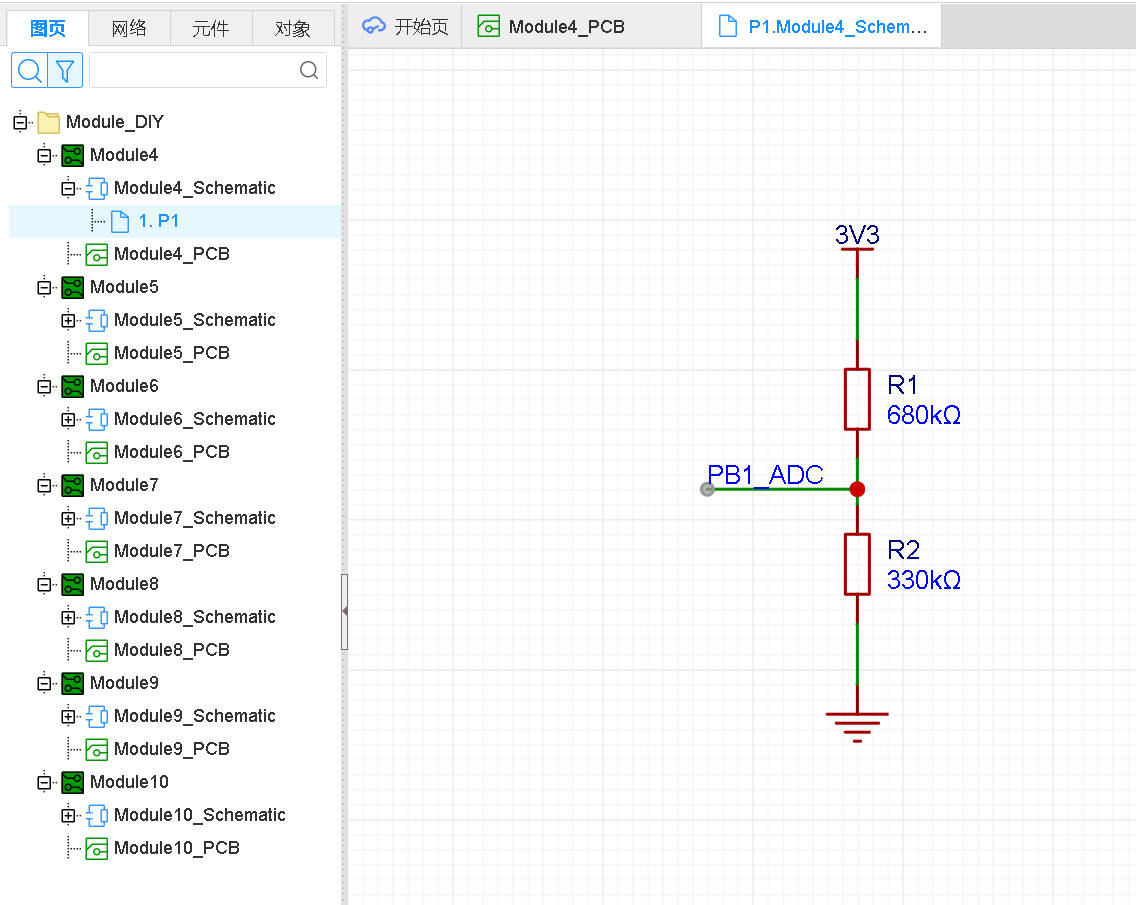 图页 网络 元件 对象
开始页 Module4_PCB P1.Module4_Schem...
Module_DIY
Module4
Module4_Schematic
1. P1
Module4_PCB
Module5
Module5_Schematic
Module5_PCB
Module6
Module6_Schematic
Module6_PCB
Module7
Module7_Schematic
Module7_PCB
Module8
Module8_Schematic
Module8_PCB
Module9
Module9_Schematic
Module9_PCB
Module10
Module10_Schematic
Module10_PCB
3V3
R1
680kΩ
PB1_ADC
R2
330kΩ